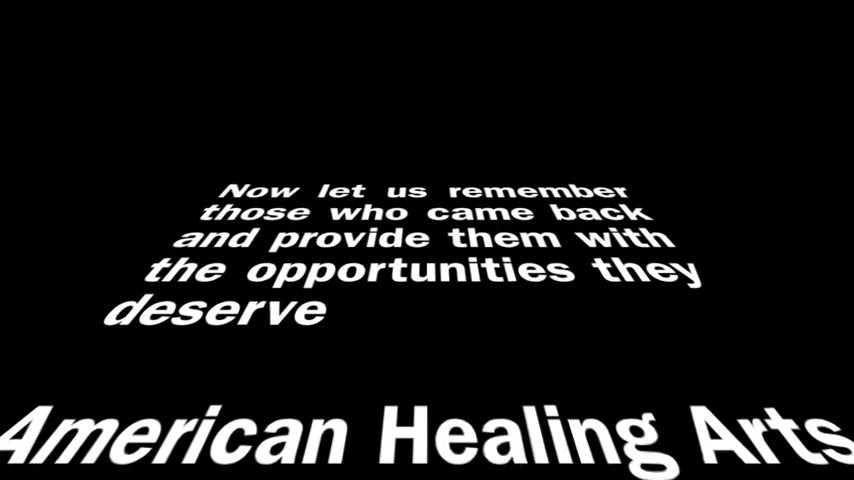 Now let us remember
those who came back
and provide them with
the opportunities they
deserve
American Healing Arts